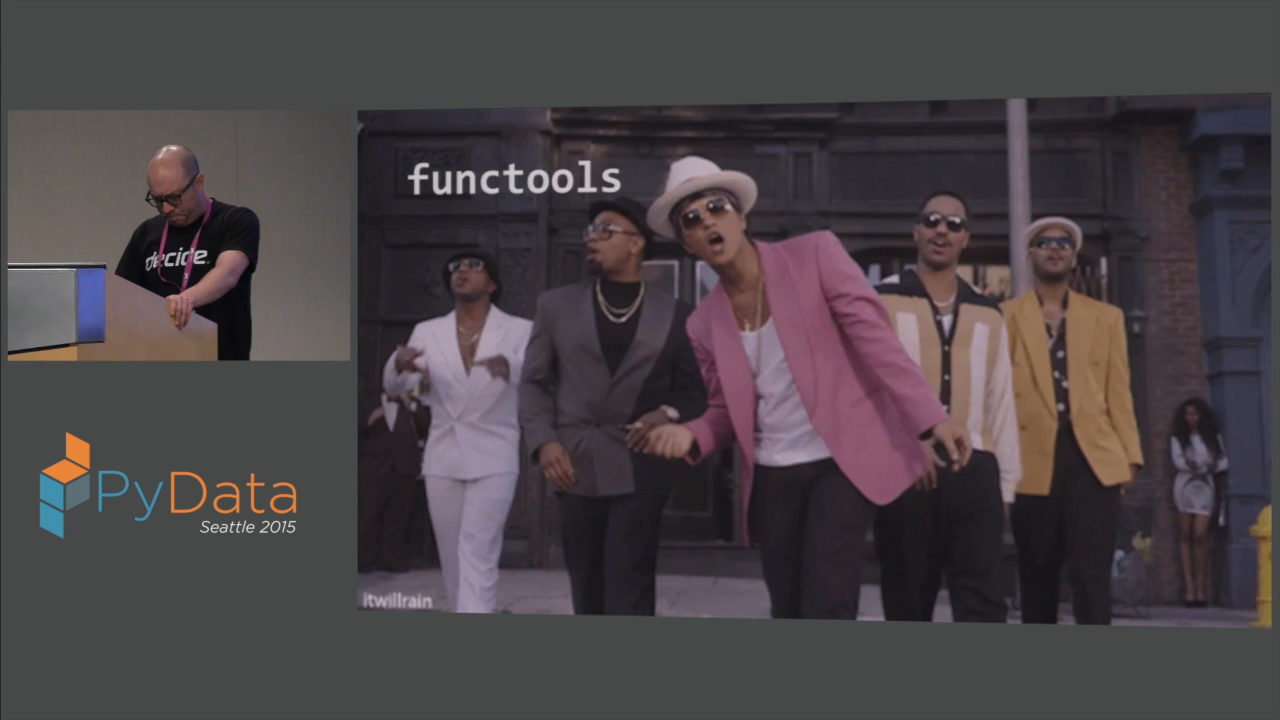 functools
decide.
PyData
Seattle 2015
itwillrain